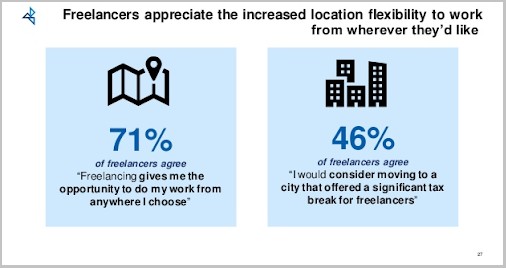 Freelancers appreciate the increased location flexibility to work
from wherever they'd like
71%
of freelancers agree
"Freelancing gives me the
opportunity to do my work from
anywhere I choose"
46%
of freelancers agree
"I would consider moving to a
city that offered a significant tax
break for freelancers"
27